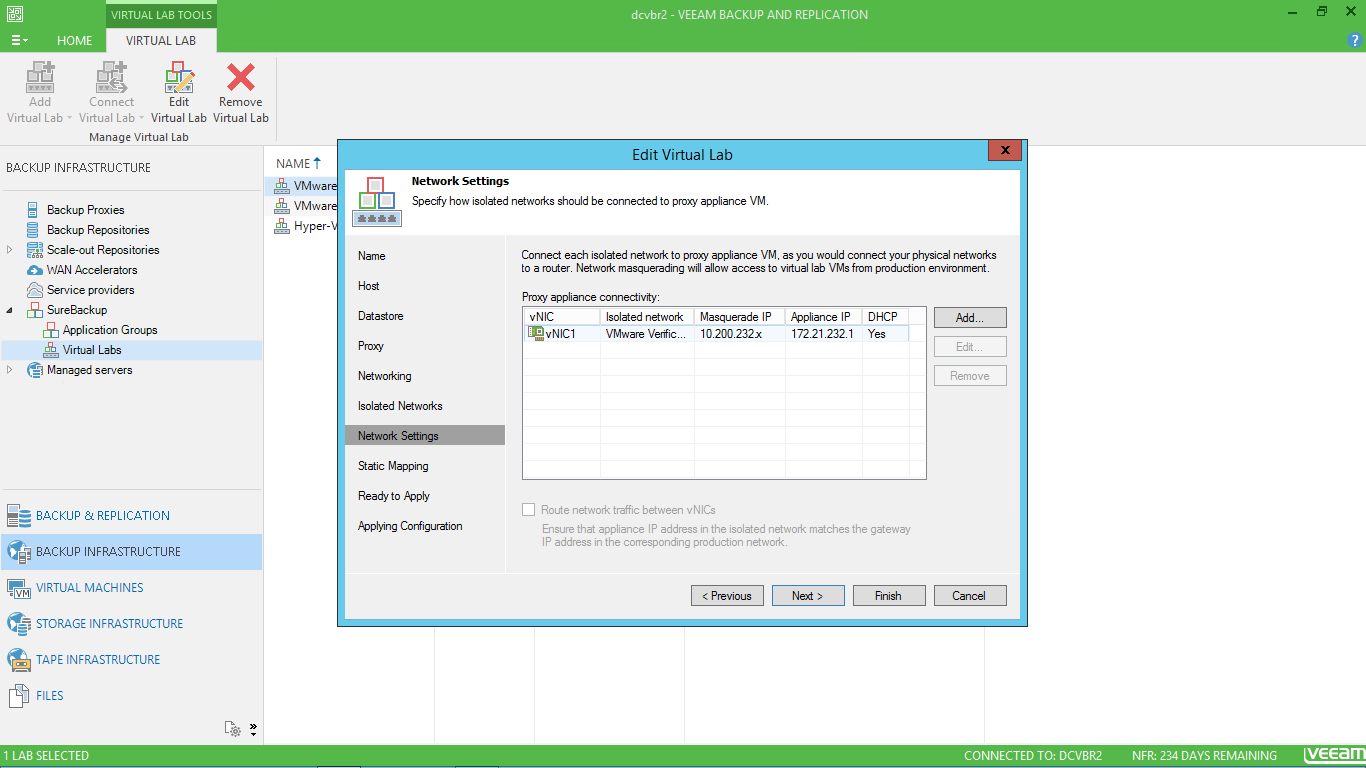 VIRTUAL LAB TOOLS
dcvbr2 - VEEAM BACKUP AND REPLICATION
HOME
VIRTUAL LAB
?
Add
Virtual Lab
Connect
Virtual Lab
Edit
Virtual Lab
Remove
Virtual Lab
Manage Virtual Lab
BACKUP INFRASTRUCTURE
Backup Proxies
Backup Repositories
Scale-out Repositories
WAN Accelerators
Service providers
SureBackup
Application Groups
Virtual Labs
Managed servers
BACKUP & REPLICATION
BACKUP INFRASTRUCTURE
VM
VIRTUAL MACHINES
STORAGE INFRASTRUCTURE
TAPE INFRASTRUCTURE
FILES
NAME
VMware
VMware
Hyper-V
Edit Virtual Lab
x
Network Settings
Specify how isolated networks should be connected to proxy appliance VM.
Name
Host
Datastore
Proxy
Networking
Isolated Networks
Network Settings
Static Mapping
Ready to Apply
Applying Configuration
Connect each isolated network to proxy appliance VM, as you would connect your physical networks
to a router. Network masquerading will allow access to virtual lab VMs from production environment.
Proxy appliance connectivity:
vNIC Isolated network Masquerade IP Appliance IP DHCP
vNIC1 VMware Verific... 10.200.232.x 172.21.232.1 Yes
Add...
Edit...
Remove
Route network traffic between vNICs
Ensure that appliance IP address in the isolated network matches the gateway
IP address in the corresponding production network.
< Previous
Next >
Finish
Cancel
1 LAB SELECTED
CONNECTED TO: DCVBR2
NFR: 234 DAYS REMAINING
veeam